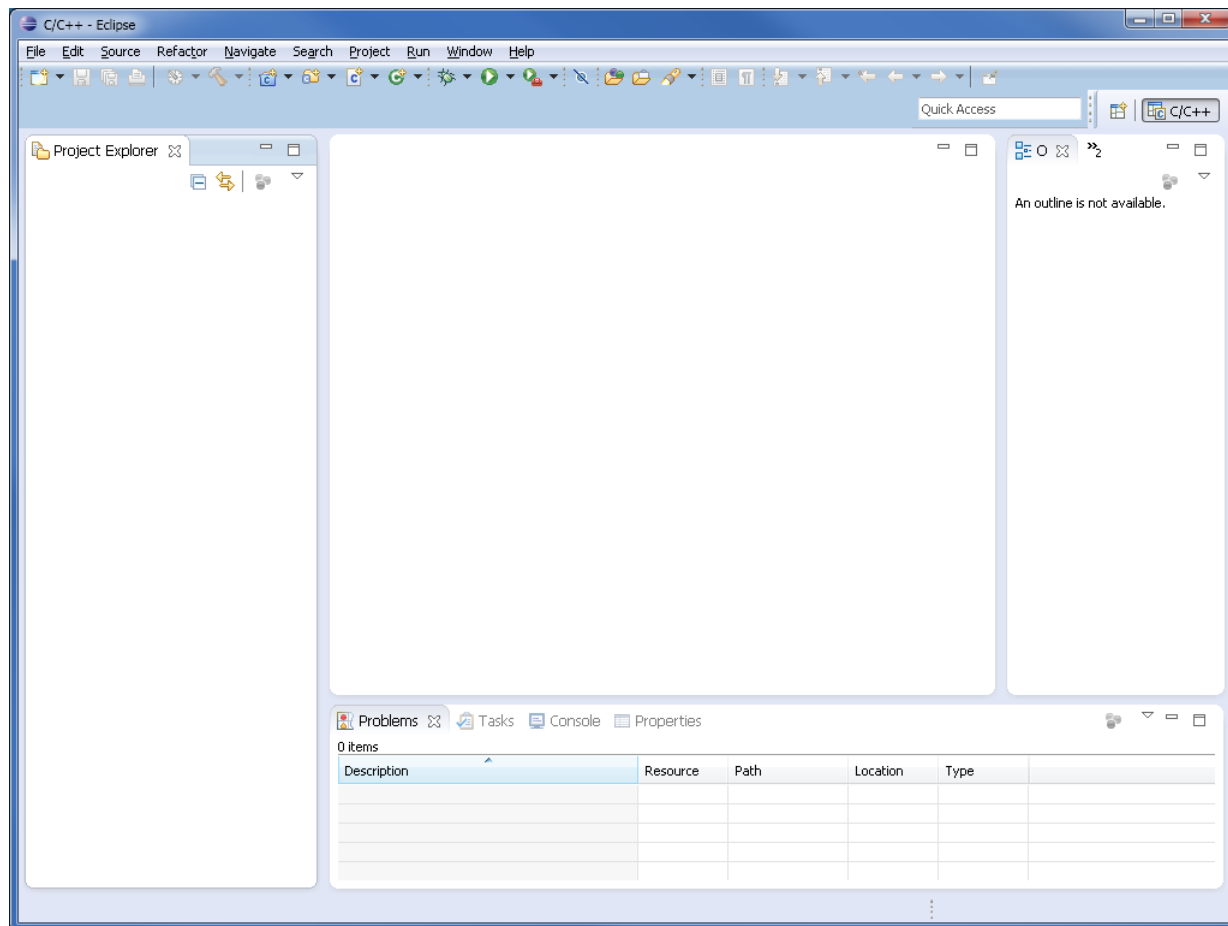 C/C++ - Eclipse
File Edit Source Refactor Navigate Search Project Run Window Help
Quick Access
C/C++
Project Explorer
O
»2
An outline is not available.
Problems Tasks Console Properties
0 items
Description Resource Path Location Type